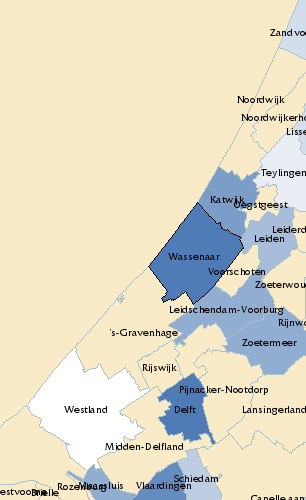 Zandvoo
Noordwijk
Noordwijkerho
Lisse
Teylingen
Katwijk
Oegstgeest
Leiderd
Leiden
Wassenaar
Voorschoten
Zoeterwou
Leidschendam-Voorburg
Rijnwo
's-Gravenhage
Zoetermeer
Rijswijk
Pijnacker-Nootdorp
Westland
Delft
Lansingerland
Midden-Delfland
Schiedam
Rozenburg
Maassluis
Vlaardingen
estvoorne
Brielle
Capelle aan